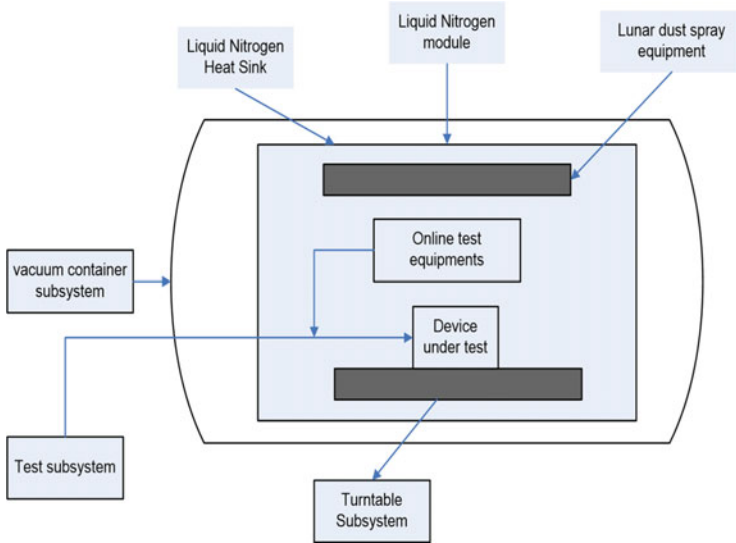 Liquid Nitrogen
Heat Sink
Liquid Nitrogen
module
Lunar dust spray
equipment
Online test
equipments
vacuum container
subsystem
Device
under test
Test subsystem
Turntable
Subsystem